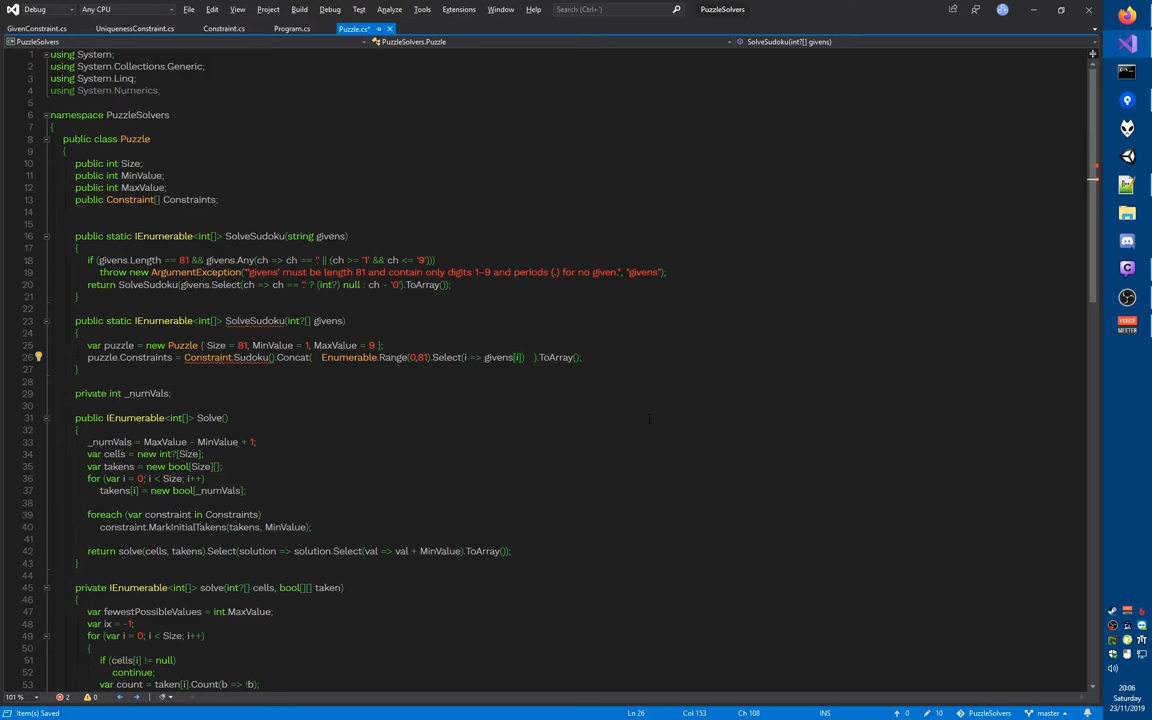 Debug Any CPU File Edit View Project Build Debug Test Analyze Tools Extensions Window Help Search (Ctrl+') PuzzleSolvers
GivenConstraint.cs UniquenessConstraint.cs Constraint.cs Program.cs Puzzle.cs*
PuzzleSolvers PuzzleSolvers.Puzzle SolveSudoku(int?[] givens)
1 using System;
2 using System.Collections.Generic;
3 using System.Linq;
4 using System.Numerics;
5
6 namespace PuzzleSolvers
7 {
8 public class Puzzle
9 {
10 public int Size;
11 public int MinValue;
12 public int MaxValue;
13 public Constraint[] Constraints;
14
15
16 public static IEnumerable<int[]> SolveSudoku(string givens)
17 {
18 if (givens.Length == 81 && givens.Any(ch => ch == '.' || (ch >= '1' && ch <= '9')))
19 throw new ArgumentException("'givens' must be length 81 and contain only digits 1–9 and periods (.) for no given.", "givens");
20 return SolveSudoku(givens.Select(ch => ch == '.' ? (int?) null : ch - '0').ToArray());
21 }
22
23 public static IEnumerable<int[]> SolveSudoku(int?[] givens)
24 {
25 var puzzle = new Puzzle { Size = 81, MinValue = 1, MaxValue = 9 };
26 puzzle.Constraints = Constraint.Sudoku().Concat( Enumerable.Range(0,81).Select(i => givens[i]) ).ToArray();
27 }
28
29 private int _numVals;
30
31 public IEnumerable<int[]> Solve()
32 {
33 _numVals = MaxValue - MinValue + 1;
34 var cells = new int?[Size];
35 var takens = new bool[Size][];
36 for (var i = 0; i < Size; i++)
37 takens[i] = new bool[_numVals];
38
39 foreach (var constraint in Constraints)
40 constraint.MarkInitialTakens(takens, MinValue);
41
42 return solve(cells, takens).Select(solution => solution.Select(val => val + MinValue).ToArray());
43 }
44
45 private IEnumerable<int[]> solve(int?[] cells, bool[][] taken)
46 {
47 var fewestPossibleValues = int.MaxValue;
48 var ix = -1;
49 for (var i = 0; i < Size; i++)
50 {
51 if (cells[i] != null)
52 continue;
53 var count = taken[i].Count(b => !b);
101 % 2 0
Item(s) Saved Ln 26 Col 153 Ch 108 INS 0 10 PuzzleSolvers master
VOICE
MEETER
20:06
Saturday
23/11/2019